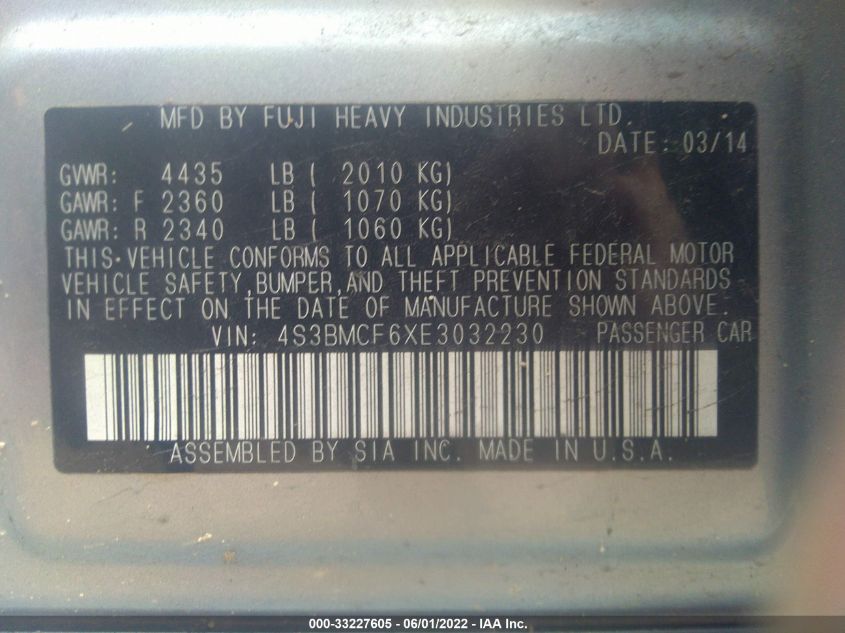 MFD BY FUJI HEAVY INDUSTRIES LTD.
DATE: 03/14
GVWR: 4435 LB ( 2010 KG)
GAWR: F 2360 LB ( 1070 KG)
GAWR: R 2340 LB ( 1060 KG)
THIS VEHICLE CONFORMS TO ALL APPLICABLE FEDERAL MOTOR
VEHICLE SAFETY, BUMPER, AND THEFT PREVENTION STANDARDS
IN EFFECT ON THE DATE OF MANUFACTURE SHOWN ABOVE.
VIN: 4S3BMCF6XE3032230 PASSENGER CAR
ASSEMBLED BY SIA INC. MADE IN U.S.A.
000-33227605 - 06/01/2022 - IAA Inc.